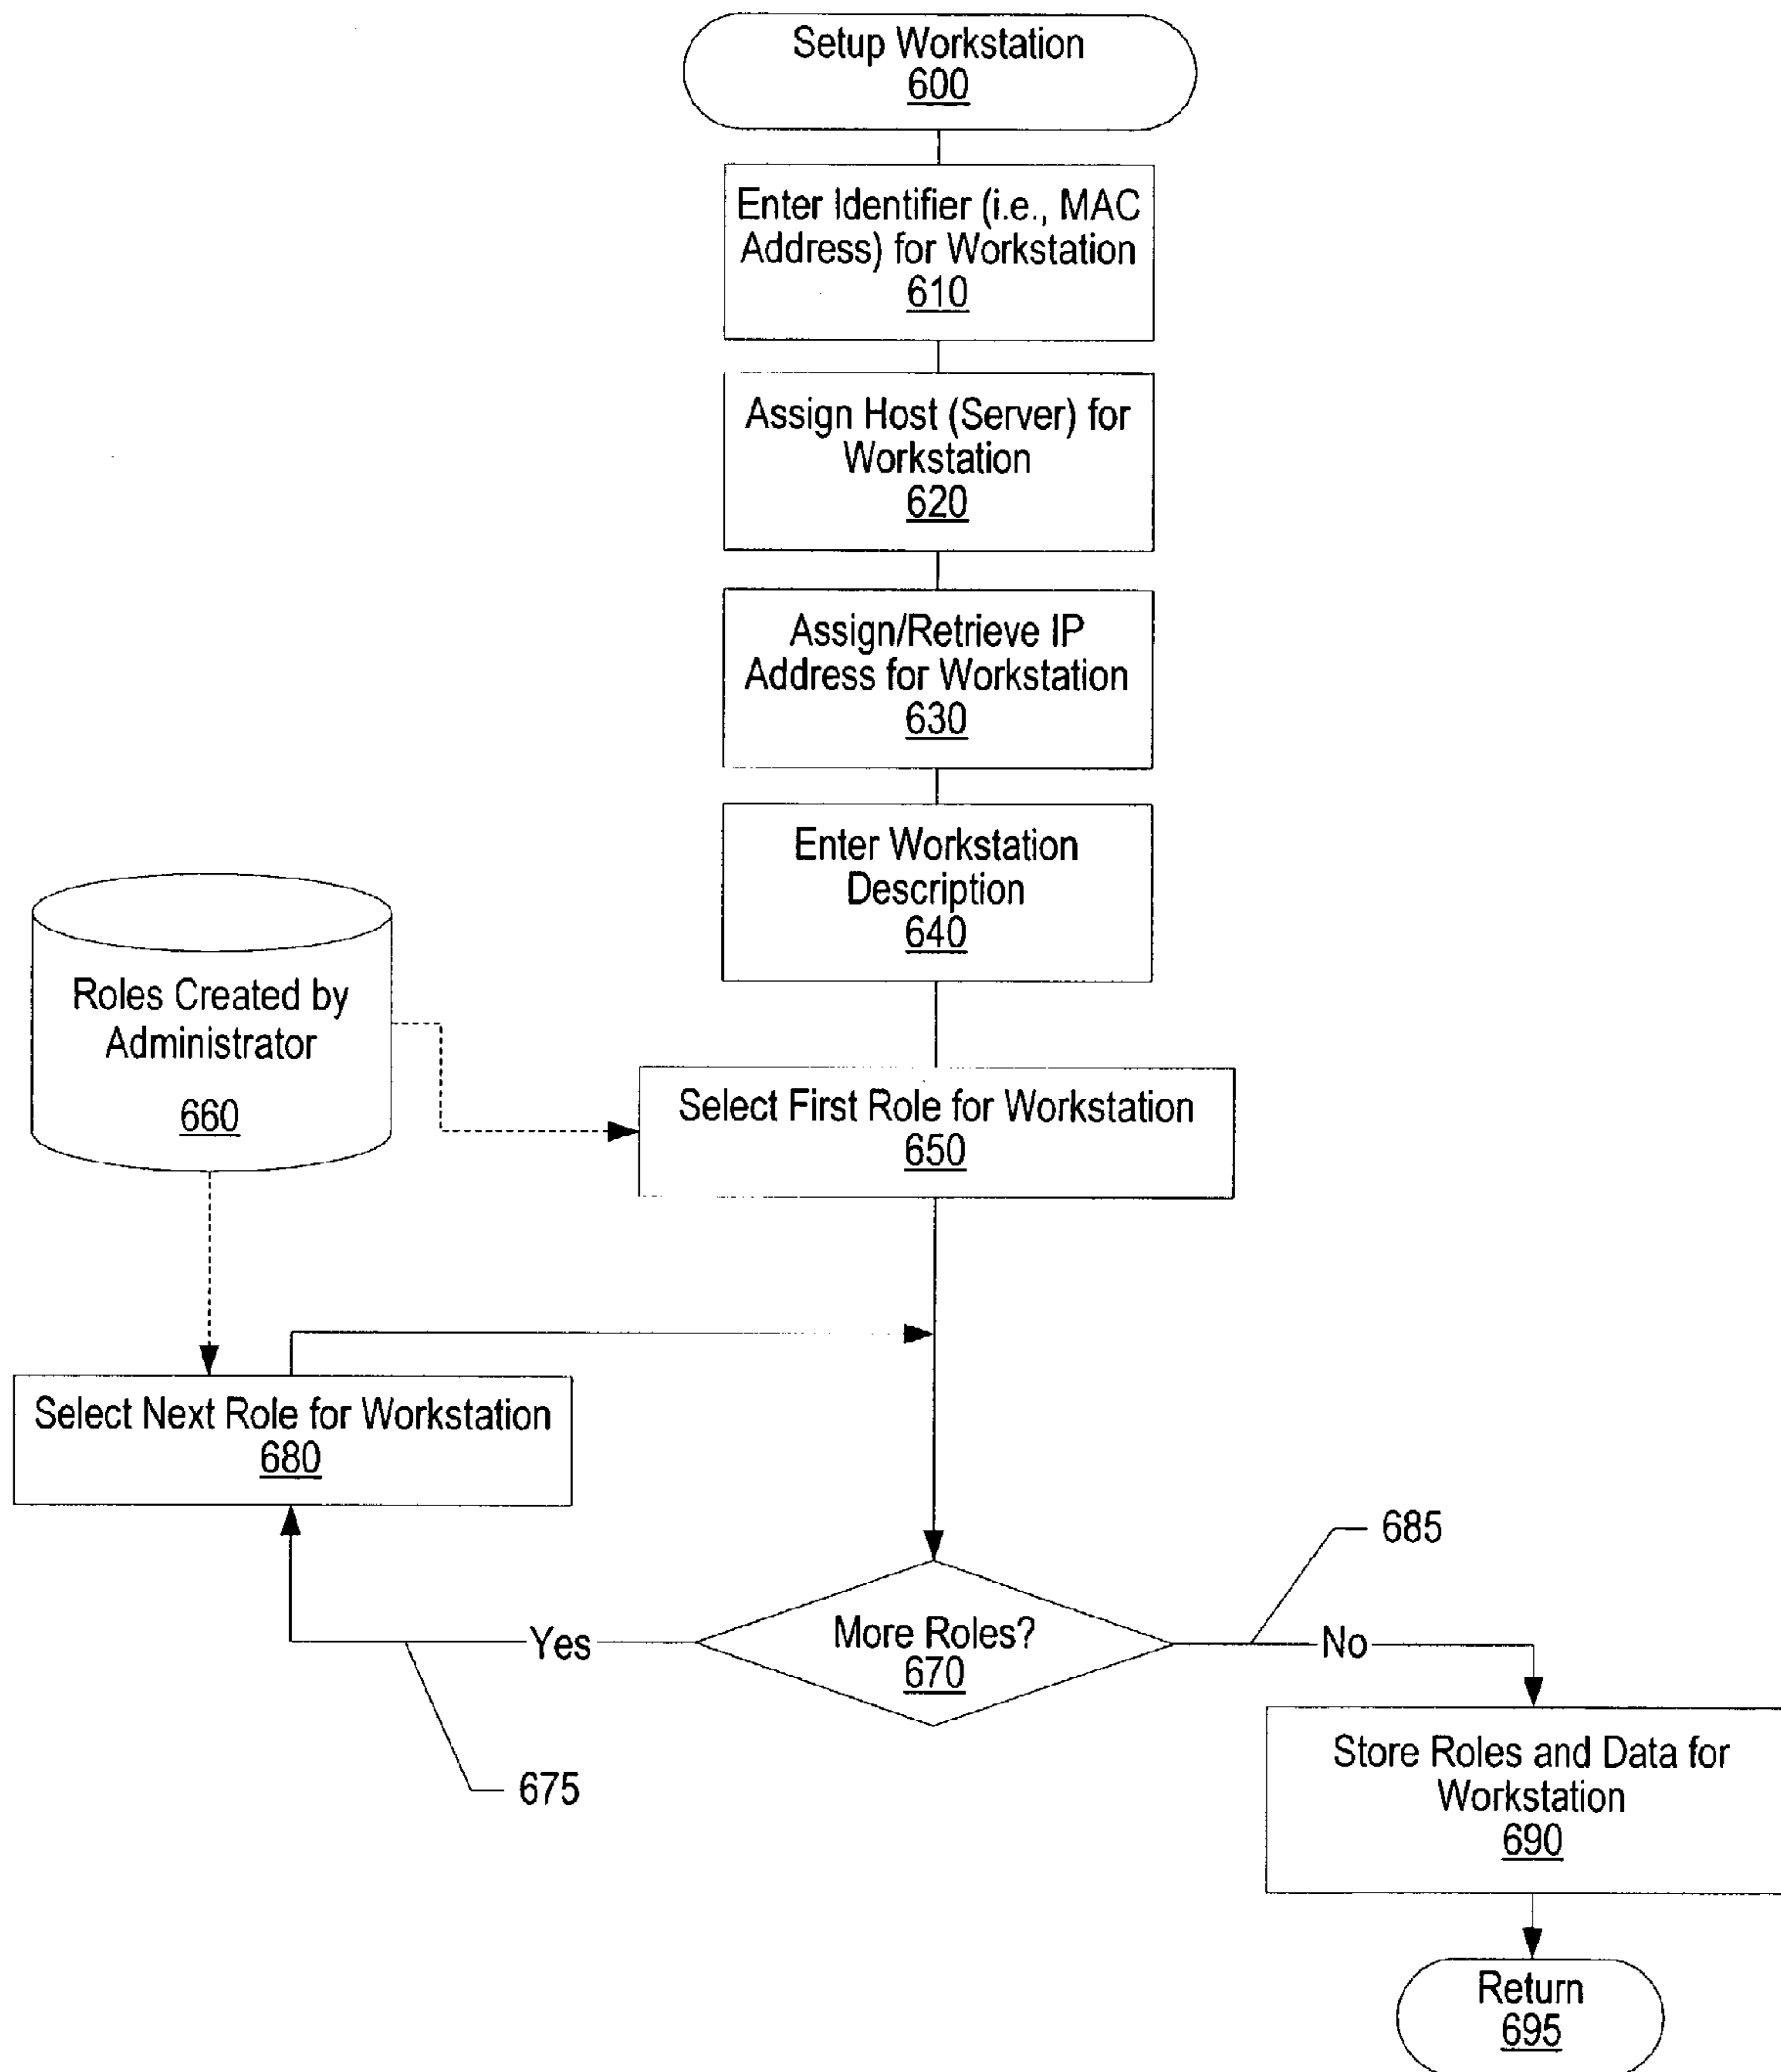 Setup Workstation
600
Enter Identifier (i.e., MAC
Address) for Workstation
610
Assign Host (Server) for
Workstation
620
Assign/Retrieve IP
Address for Workstation
630
Enter Workstation
Description
640
Roles Created by
Administrator
660
Select First Role for Workstation
650
Select Next Role for Workstation
680
685
Yes
More Roles?
670
No
675
Store Roles and Data for
Workstation
690
Return
695